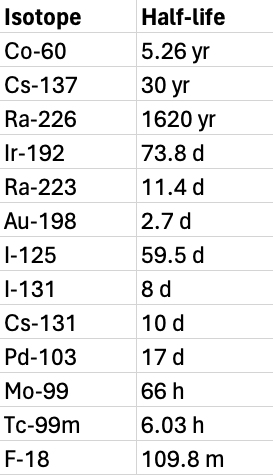 Isotope Half-life
Co-60 5.26 yr
Cs-137 30 yr
Ra-226 1620 yr
Ir-192 73.8 d
Ra-223 11.4 d
Au-198 2.7 d
I-125 59.5 d
I-131 8 d
Cs-131 10 d
Pd-103 17 d
Mo-99 66 h
Tc-99m 6.03 h
F-18 109.8 m